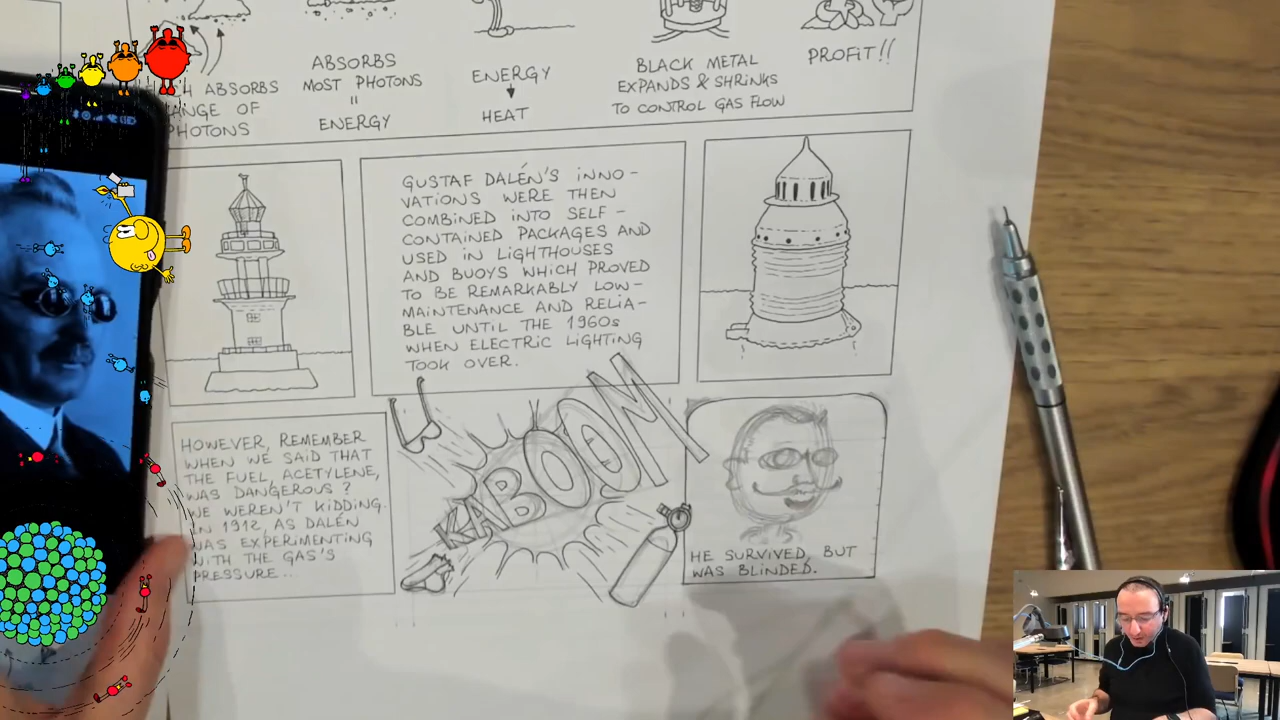 ABSORBS
RANGE OF
PHOTONS
ABSORBS
MOST PHOTONS
=
ENERGY
ENERGY
HEAT
BLACK METAL
EXPANDS & SHRINKS
TO CONTROL GAS FLOW
PROFIT!!
GUSTAF DALÉN'S INNO-
VATIONS WERE THEN
COMBINED INTO SELF-
CONTAINED PACKAGES AND
USED IN LIGHTHOUSES
AND BUOYS WHICH PROVED
TO BE REMARKABLY LOW-
MAINTENANCE AND RELIA-
BLE UNTIL THE 1960s
WHEN ELECTRIC LIGHTING
TOOK OVER.
HOWEVER, REMEMBER
WHEN WE SAID THAT
THE FUEL, ACETYLENE,
WAS DANGEROUS?
WE WEREN'T KIDDING.
IN 1912, AS DALÉN
WAS EXPERIMENTING
WITH THE GAS'S
PRESSURE...
KABOOM
HE SURVIVED, BUT
WAS BLINDED.